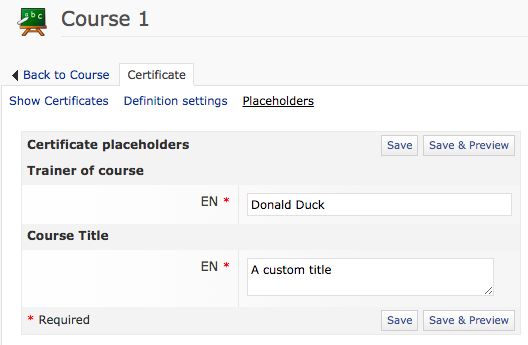 abc
Course 1
Back to Course
Certificate
Show Certificates Definition settings Placeholders
Certificate placeholders Save Save & Preview
Trainer of course
EN * Donald Duck
Course Title
EN * A custom title
* Required Save Save & Preview